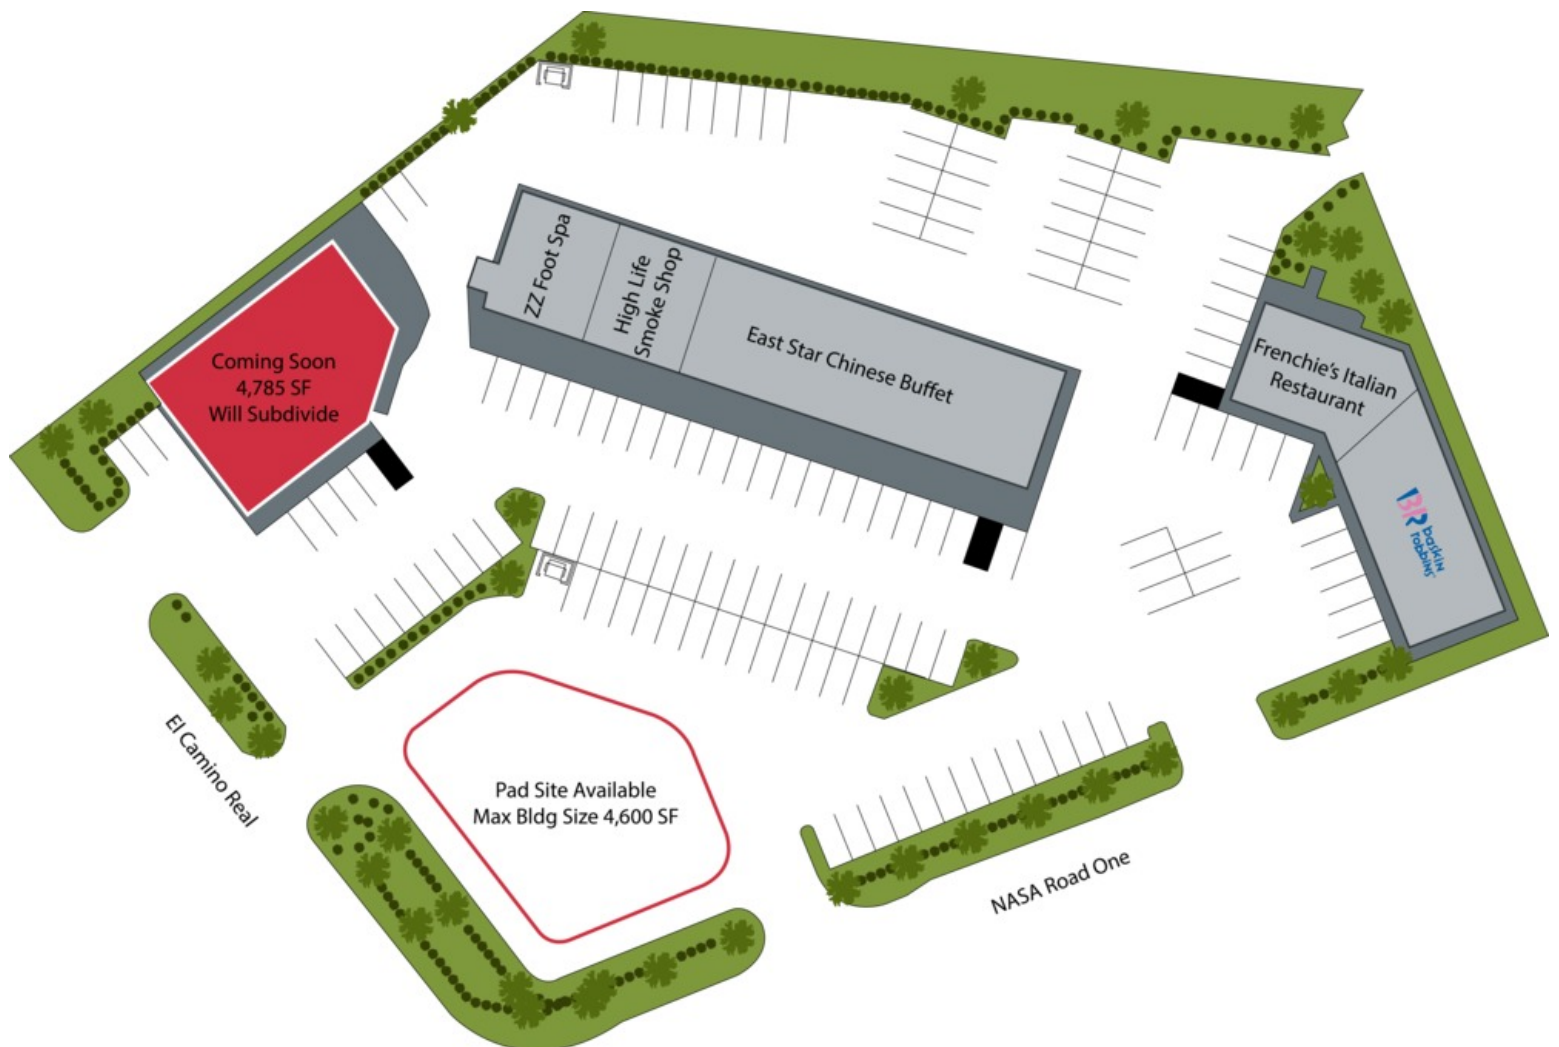 ZZ Foot Spa
High Life
Smoke Shop
East Star Chinese Buffet
Frenchie's Italian
Restaurant
Coming Soon
4,785 SF
Will Subdivide
BR
baskin
robbins
El Camino Real
Pad Site Available
Max Bldg Size 4,600 SF
NASA Road One